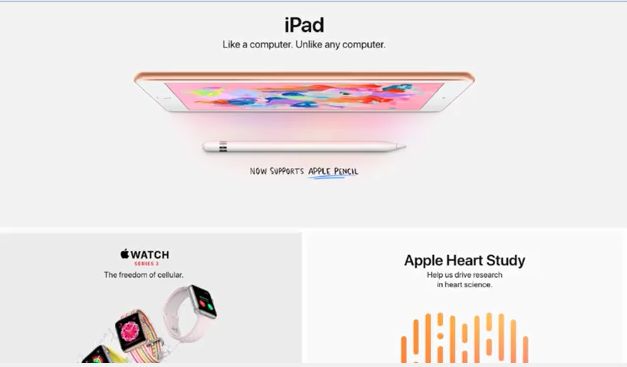 iPad
Like a computer. Unlike any computer.
NOW SUPPORTS APPLE PENCIL
WATCH
SERIES 3
The freedom of cellular.
Apple Heart Study
Help us drive research
in heart science.